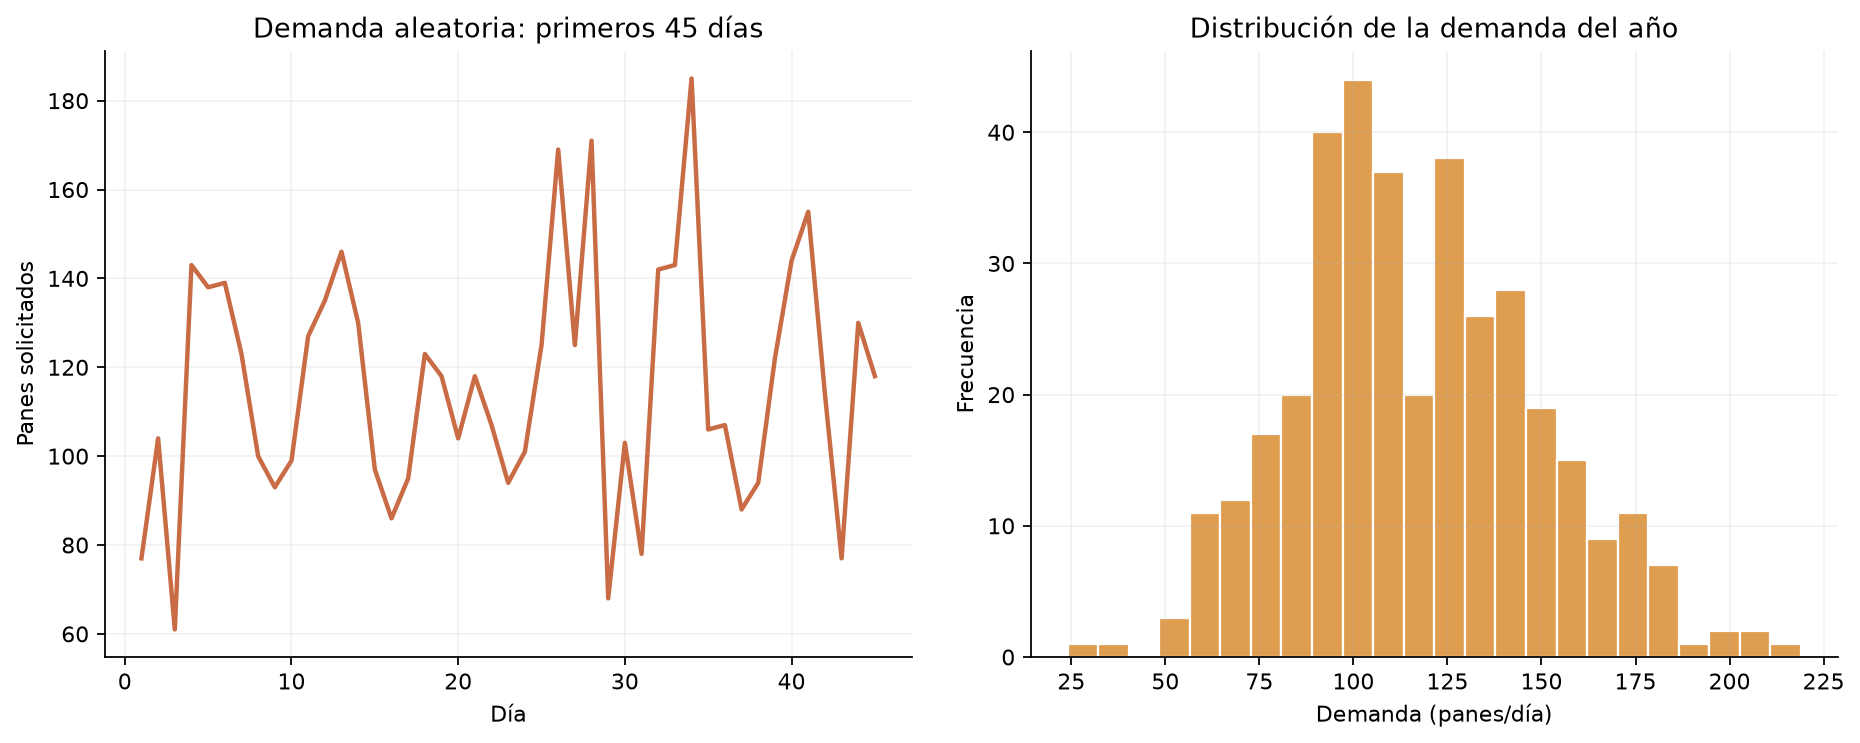 Demanda aleatoria: primeros 45 días
180
160
140
120
100
80
60
Panes solicitados
0 10 20 30 40
Día
Distribución de la demanda del año
40
30
20
10
0
Frecuencia
25 50 75 100 125 150 175 200 225
Demanda (panes/día)